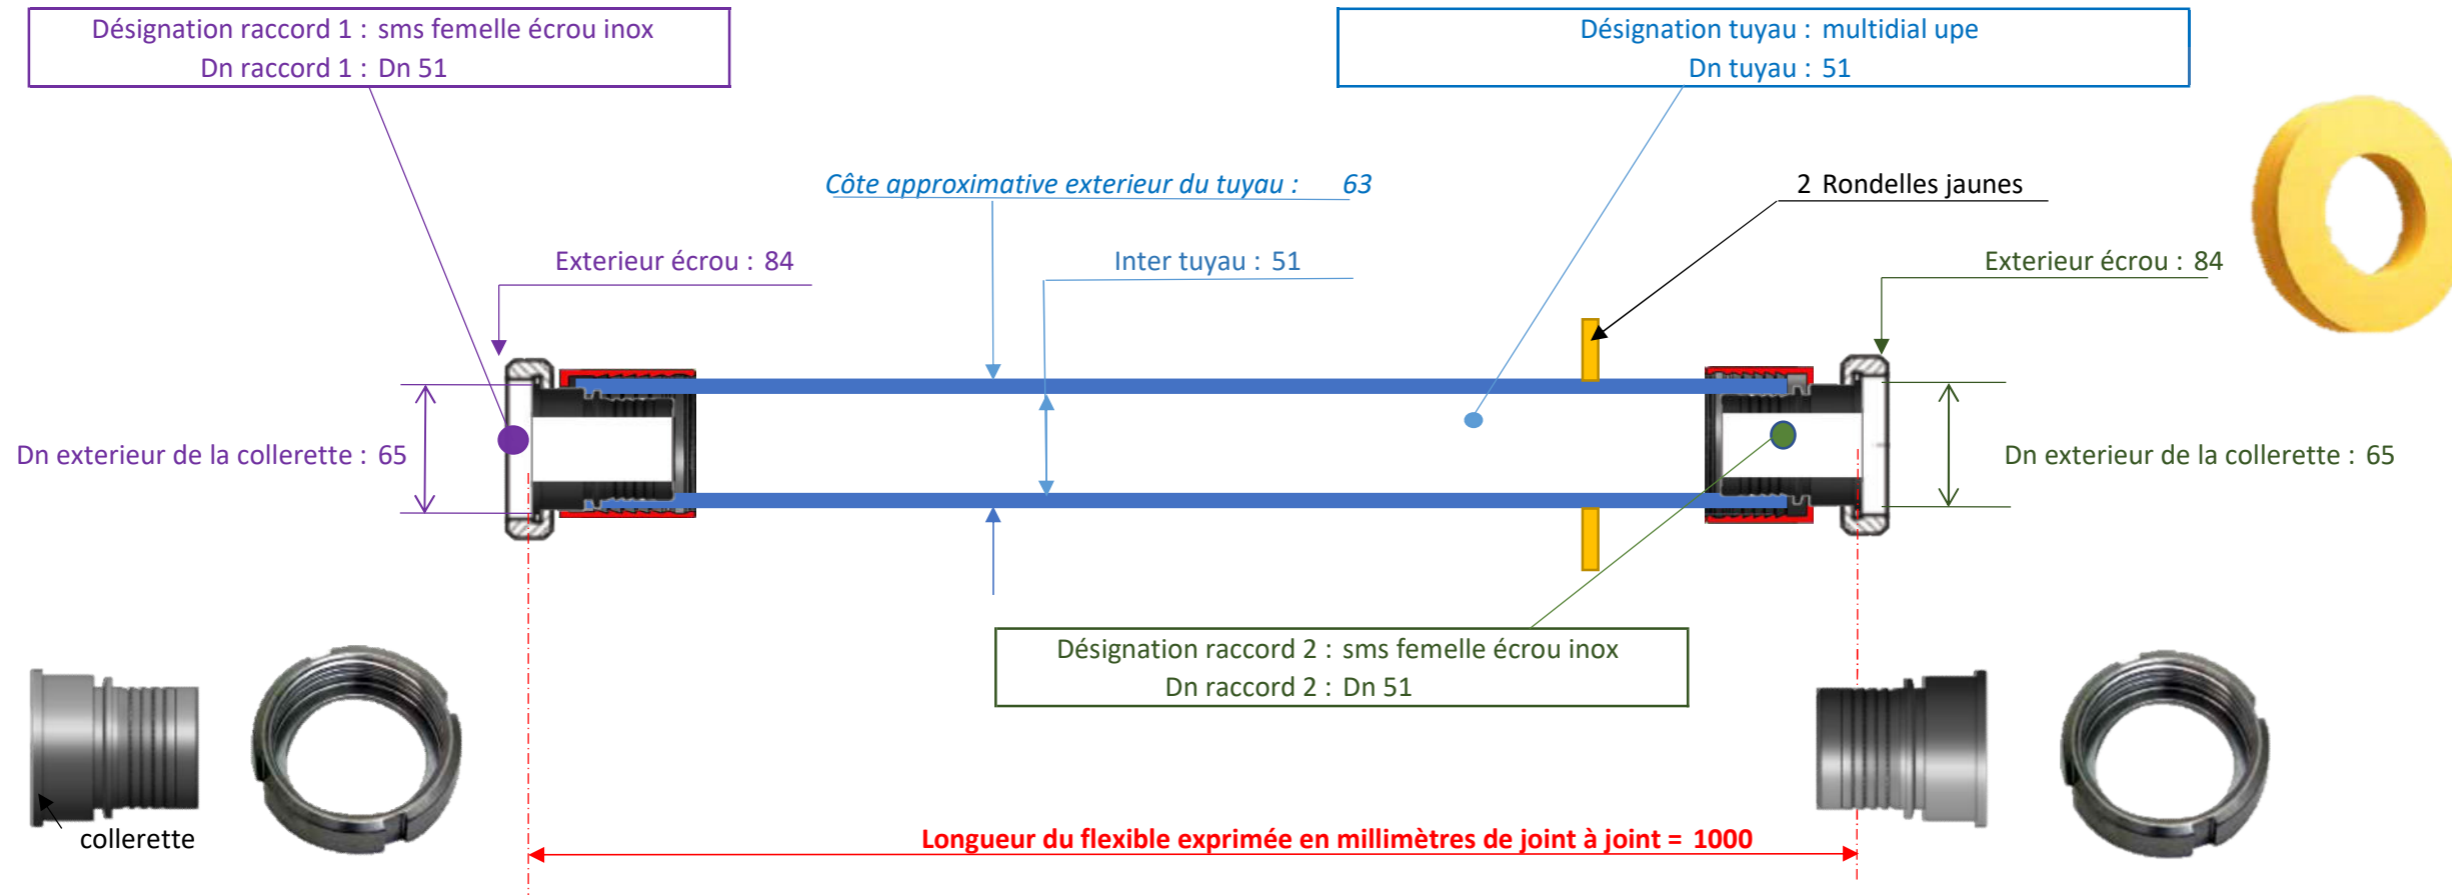 Désignation raccord 1 : sms femelle écrou inox
Dn raccord 1 : Dn 51
Désignation tuyau : multidial upe
Dn tuyau : 51
Côte approximative exterieur du tuyau : 63
2 Rondelles jaunes
Exterieur écrou : 84
Inter tuyau : 51
Exterieur écrou : 84
Dn exterieur de la collerette : 65
Dn exterieur de la collerette : 65
Désignation raccord 2 : sms femelle écrou inox
Dn raccord 2 : Dn 51
collerette
Longueur du flexible exprimée en millimètres de joint à joint = 1000